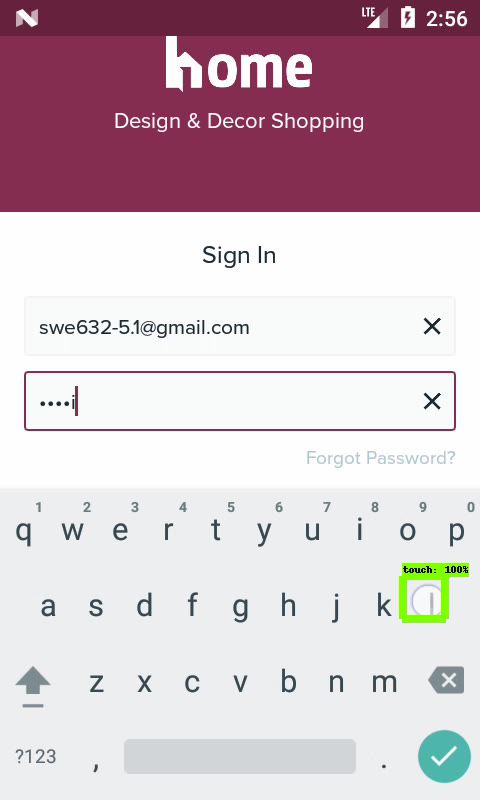 LTE 2:56
home
Design & Decor Shopping
Sign In
swe632-5.1@gmail.com
••••i
Forgot Password?
1 2 3 4 5 6 7 8 9 0
q w e r t y u i o p
touch: 100%
a s d f g h j k l
z x c v b n m
?123 , .